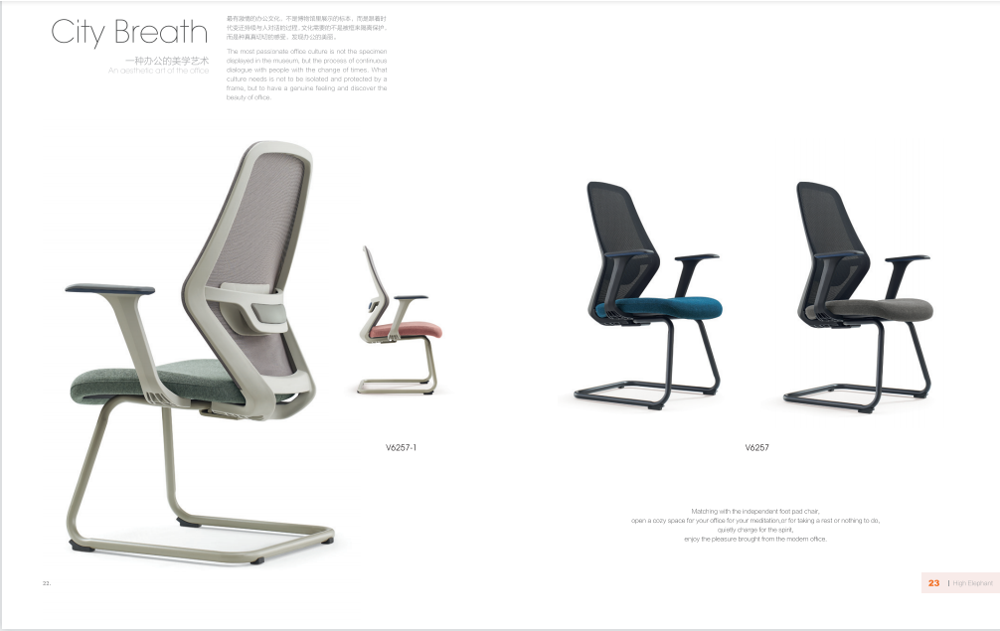 City Breath
一种办公的美学艺术
An aesthetic art of the office
最有激情的办公文化，不是博物馆里展示的标本，而是跟着时
代变迁持续与人对话的过程，文化需要的不是被短率隔离保护，
而是种真真切切的感受，发现办公的美丽。
The most passionate office culture is not the specimen
displayed in the museum, but the process of continuous
dialogue with people with the change of times. What
culture needs is not to be isolated and protected by a
frame, but to have a genuine feeling and discover the
beauty of office.
V6257-1
V6257
Matching with the independent foot pad chair,
open a cozy space for your office for your meditation,or for taking a rest or nothing to do,
quietly charge for the spirit,
enjoy the pleasure brought from the modern office.
22.
23 | High Elephant